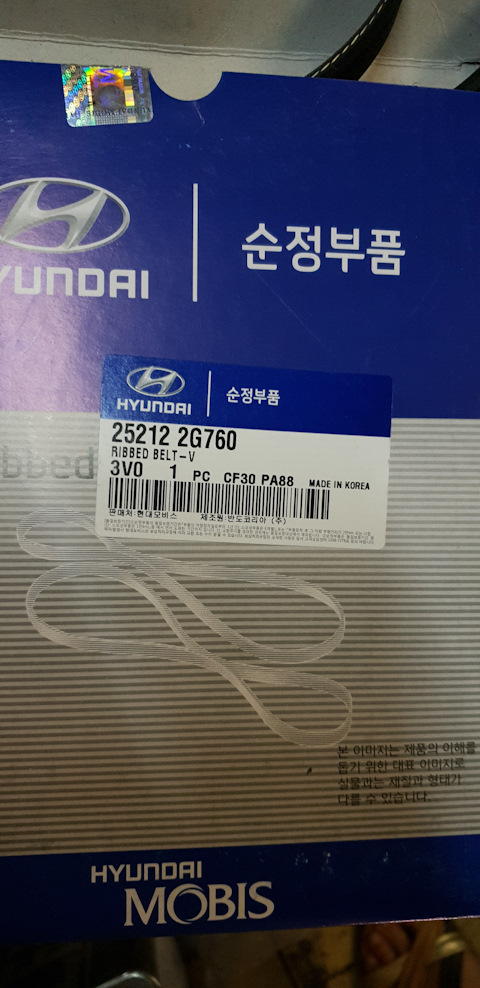 YUNDAI
순정부품
HYUNDAI
순정부품
25212 2G760
RIBBED BELT-V
3V0 1 PC CF30 PA88 MADE IN KOREA
판매처:현대모비스 제조원:반도코리아 (주)
bbed
본 이미지는 제품의 이해를
돕기 위한 대표 이미지로
실물과는 재질과 형태가
다를 수 있습니다.
HYUNDAI
MOBIS